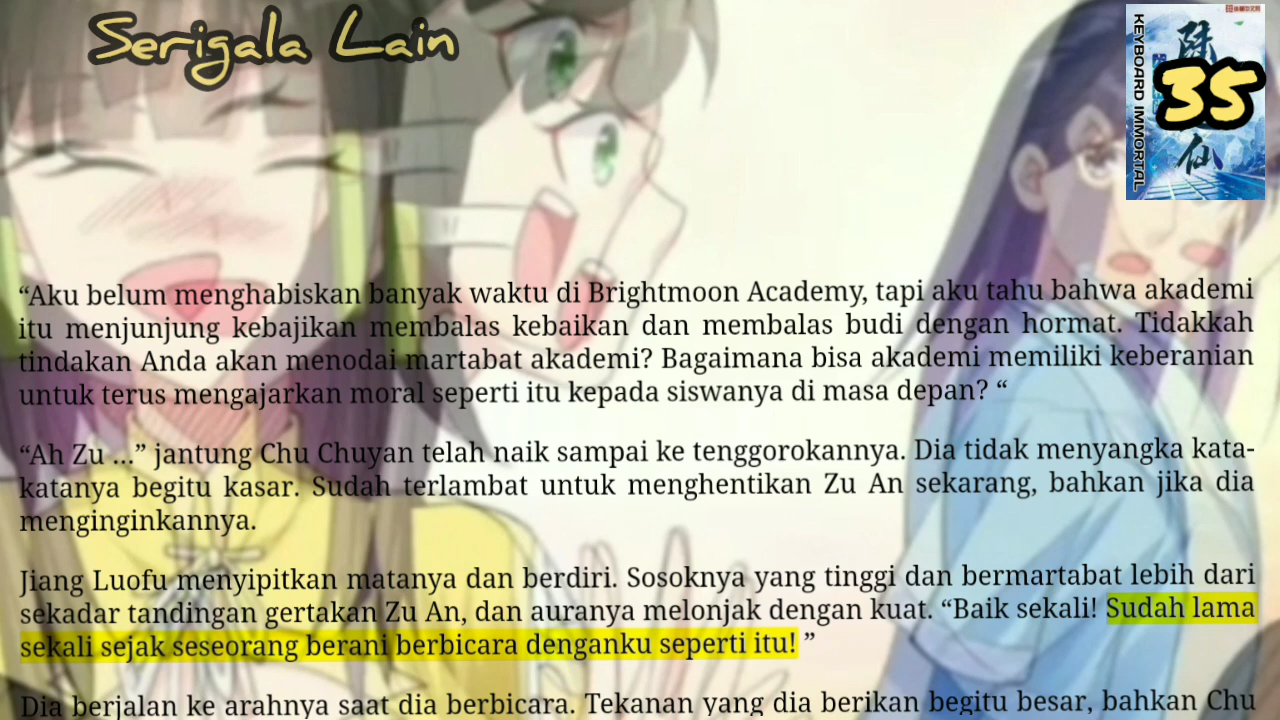 Serigala Lain
KEYBOARD IMMORTAL
35
仙
“Aku belum menghabiskan banyak waktu di Brightmoon Academy, tapi aku tahu bahwa akademi
itu menjunjung kebajikan membalas kebaikan dan membalas budi dengan hormat. Tidakkah
tindakan Anda akan menodai martabat akademi? Bagaimana bisa akademi memiliki keberanian
untuk terus mengajarkan moral seperti itu kepada siswanya di masa depan? “
“Ah Zu ...” jantung Chu Chuyan telah naik sampai ke tenggorokannya. Dia tidak menyangka kata-
katanya begitu kasar. Sudah terlambat untuk menghentikan Zu An sekarang, bahkan jika dia
menginginkannya.
Jiang Luofu menyipitkan matanya dan berdiri. Sosoknya yang tinggi dan bermartabat lebih dari
sekadar tandingan gertakan Zu An, dan auranya melonjak dengan kuat. “Baik sekali! Sudah lama
sekali sejak seseorang berani berbicara denganku seperti itu! ”
Dia berjalan ke arahnya saat dia berbicara. Tekanan yang dia berikan begitu besar, bahkan Chu